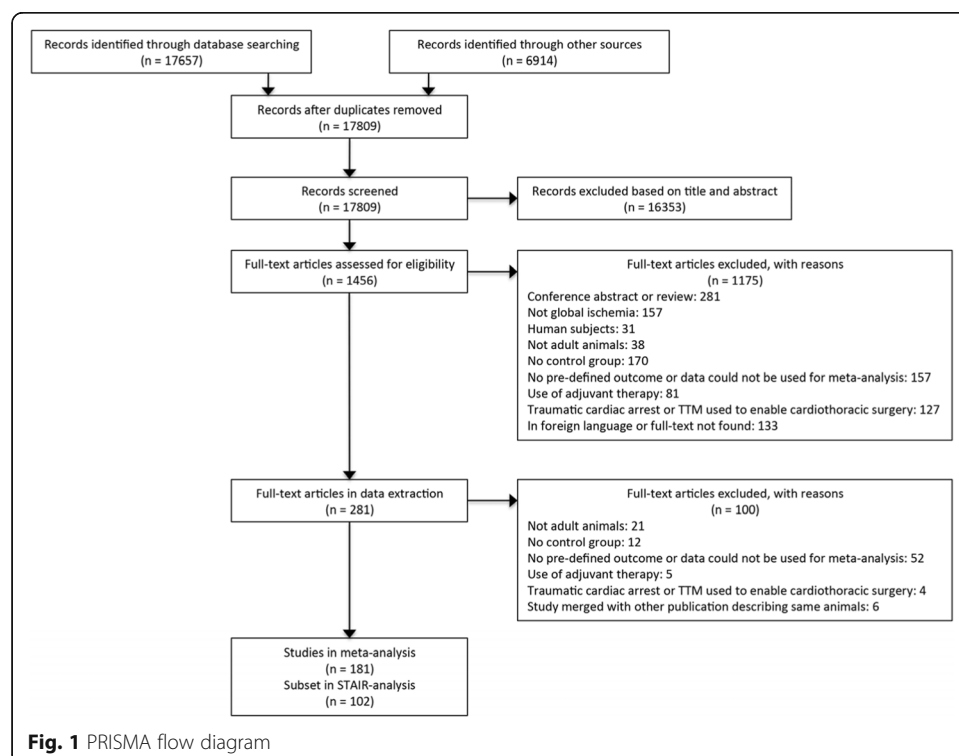 Records identified through database searching
(n = 17657)
Records identified through other sources
(n = 6914)
Records after duplicates removed
(n = 17809)
Records screened
(n = 17809)
Records excluded based on title and abstract
(n = 16353)
Full-text articles assessed for eligibility
(n = 1456)
Full-text articles excluded, with reasons
(n = 1175)
Conference abstract or review: 281
Not global ischemia: 157
Human subjects: 31
Not adult animals: 38
No control group: 170
No pre-defined outcome or data could not be used for meta-analysis: 157
Use of adjuvant therapy: 81
Traumatic cardiac arrest or TTM used to enable cardiothoracic surgery: 127
In foreign language or full-text not found: 133
Full-text articles in data extraction
(n = 281)
Full-text articles excluded, with reasons
(n = 100)
Not adult animals: 21
No control group: 12
No pre-defined outcome or data could not be used for meta-analysis: 52
Use of adjuvant therapy: 5
Traumatic cardiac arrest or TTM used to enable cardiothoracic surgery: 4
Study merged with other publication describing same animals: 6
Studies in meta-analysis
(n = 181)
Subset in STAIR-analysis
(n = 102)
Fig. 1 PRISMA flow diagram